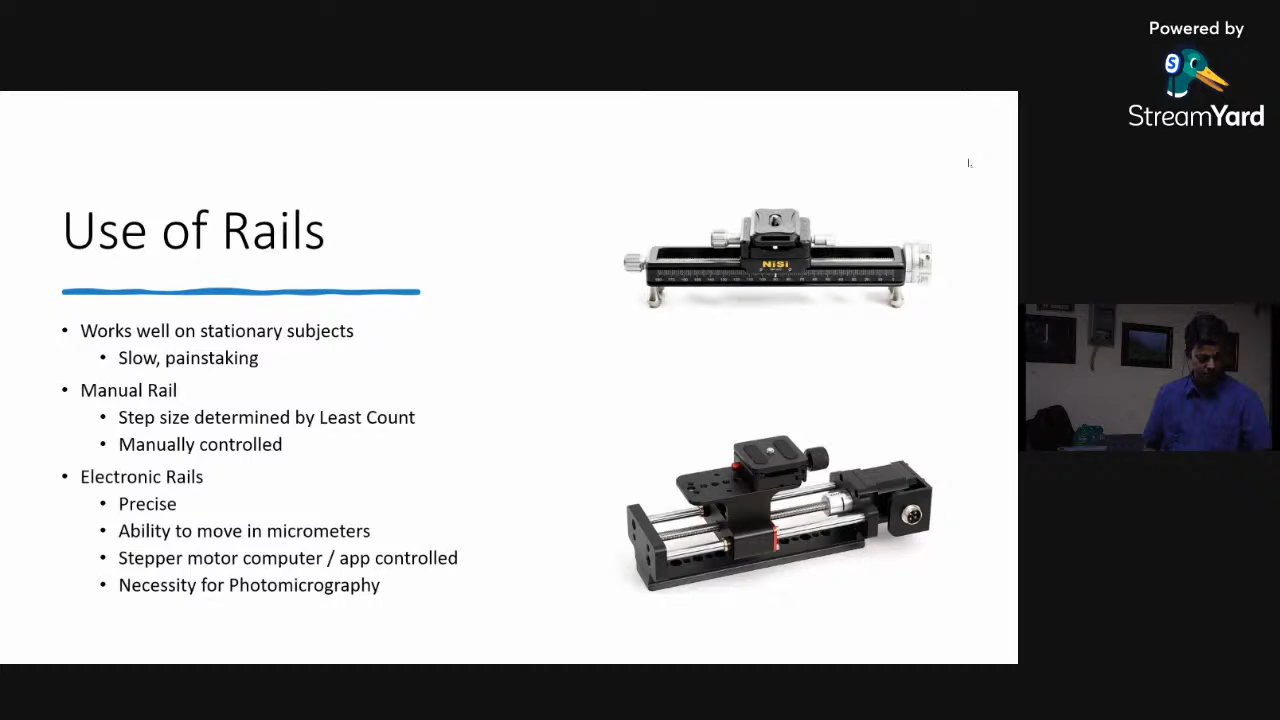 Powered by
StreamYard
Use of Rails
• Works well on stationary subjects
• Slow, painstaking
• Manual Rail
• Step size determined by Least Count
• Manually controlled
• Electronic Rails
• Precise
• Ability to move in micrometers
• Stepper motor computer / app controlled
• Necessity for Photomicrography
NiSi